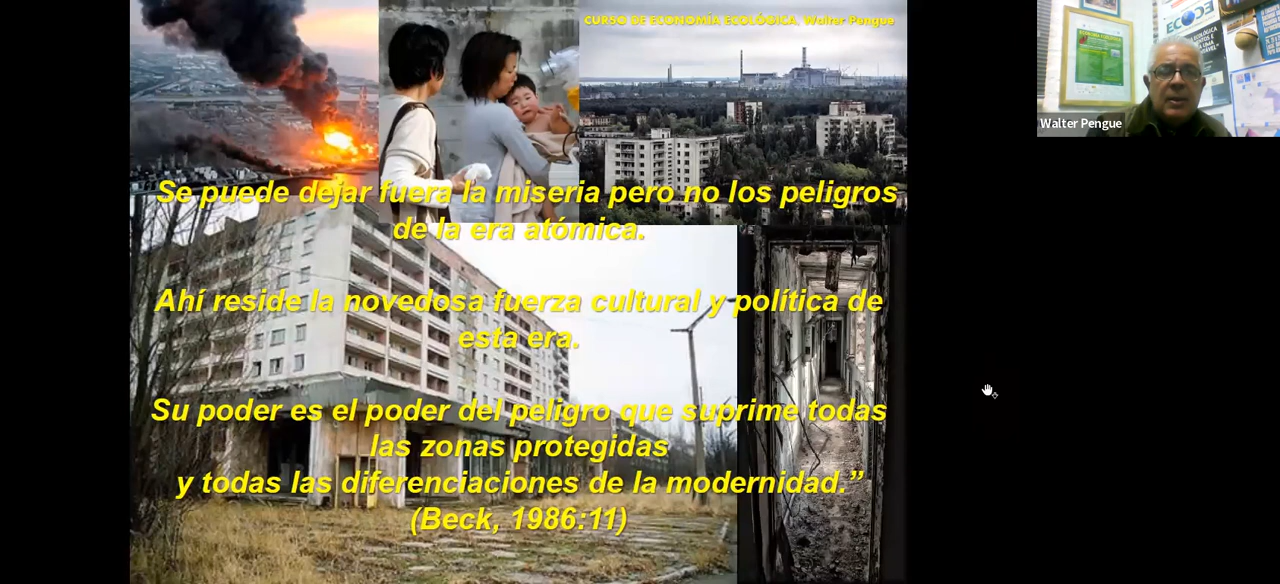 CURSO DE ECONOMÍA ECOLÓGICA. Walter Pengue
Se puede dejar fuera la miseria pero no los peligros
de la era atómica.
Ahí reside la novedosa fuerza cultural y política de
esta era.
Su poder es el poder del peligro que suprime todas
las zonas protegidas
y todas las diferenciaciones de la modernidad.”
(Beck, 1986:11)
Walter Pengue